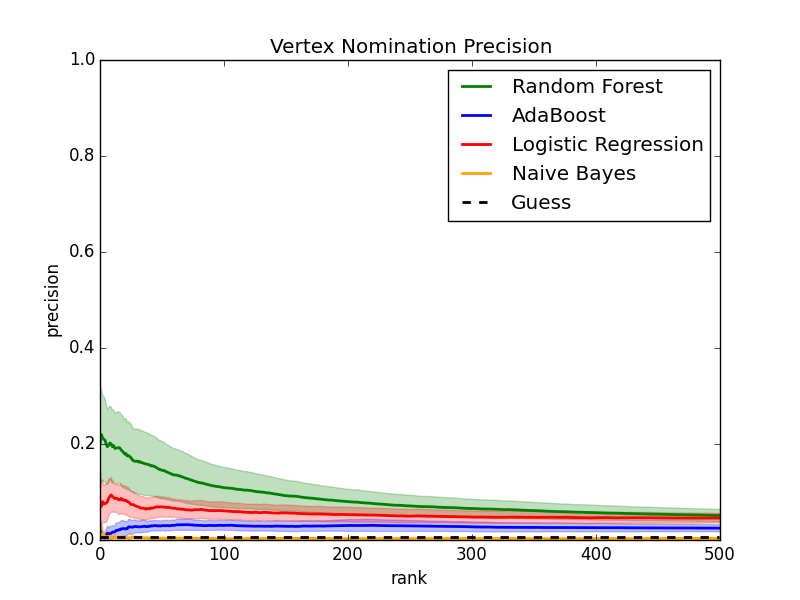 Vertex Nomination Precision
1.0
0.8
0.6
0.4
0.2
0.0
precision
Random Forest
AdaBoost
Logistic Regression
Naive Bayes
Guess
0 100 200 300 400 500
rank